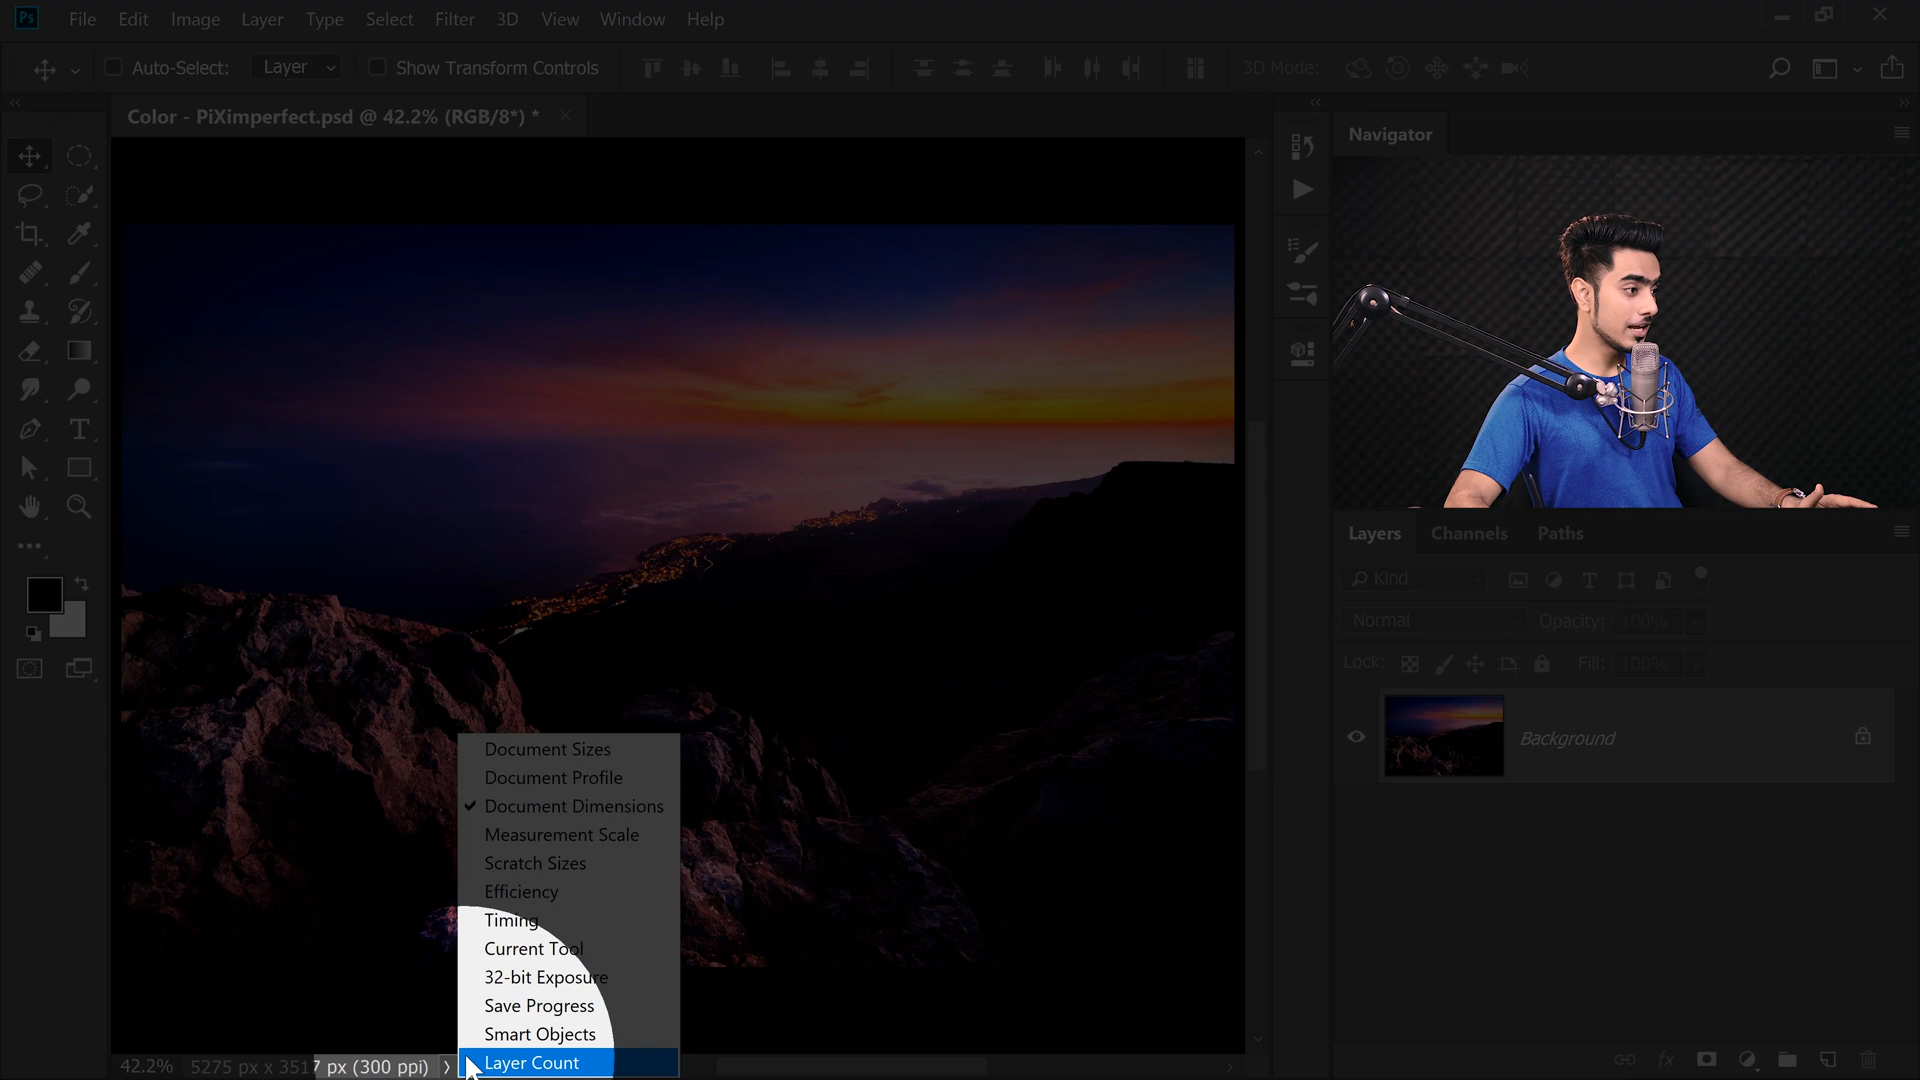 Ps File Edit Image Layer Type Select Filter 3D View Window Help
Auto-Select: Layer Show Transform Controls 3D Mode:
Color - PiXimperfect.psd @ 42.2% (RGB/8*) *
Navigator
Layers Channels Paths
Kind
Normal Opacity: 100%
Lock: Fill: 100%
Background
Document Sizes
Document Profile
Document Dimensions
Measurement Scale
Scratch Sizes
Efficiency
Timing
Current Tool
32-bit Exposure
Save Progress
Smart Objects
Layer Count
42.2% 5275 px x 3517 px (300 ppi)